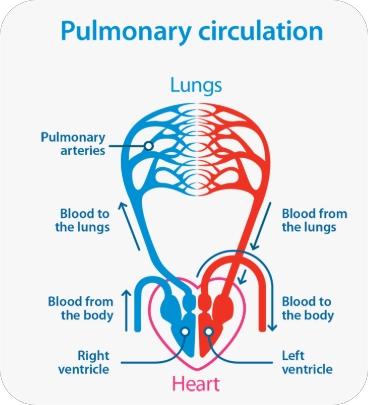 Pulmonary circulation
Lungs
Pulmonary
arteries
Blood to
the lungs
Blood from
the lungs
Blood from
the body
Blood to
the body
Right
ventricle
Left
ventricle
Heart